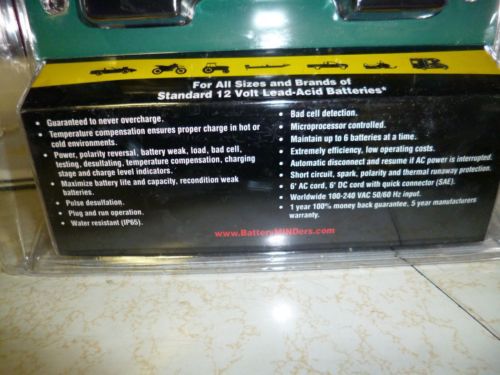 For All Sizes and Brands of
Standard 12 Volt Lead-Acid Batteries*
• Guaranteed to never overcharge.
• Temperature compensation ensures proper charge in hot or
cold environments.
• Power, polarity reversal, battery weak, load, bad cell,
testing, desulfating, temperature compensation, charging
stage and charge level indicators.
• Maximize battery life and capacity, recondition weak
batteries.
• Pulse desulfation.
• Plug and run operation.
• Water resistant (IP65).
• Bad cell detection.
• Microprocessor controlled.
• Maintain up to 6 batteries at a time.
• Extremely efficiency, low operating costs.
• Automatic disconnect and resume if AC power is interrupted.
• Short circuit, spark, polarity and thermal runaway protection.
• 6' AC cord, 6' DC cord with quick connector (SAE).
• Worldwide 100-240 VAC 50/60 Hz input.
• 1 year 100% money back guarantee, 5 year manufacturers
warranty.
www.BatteryMINDers.com